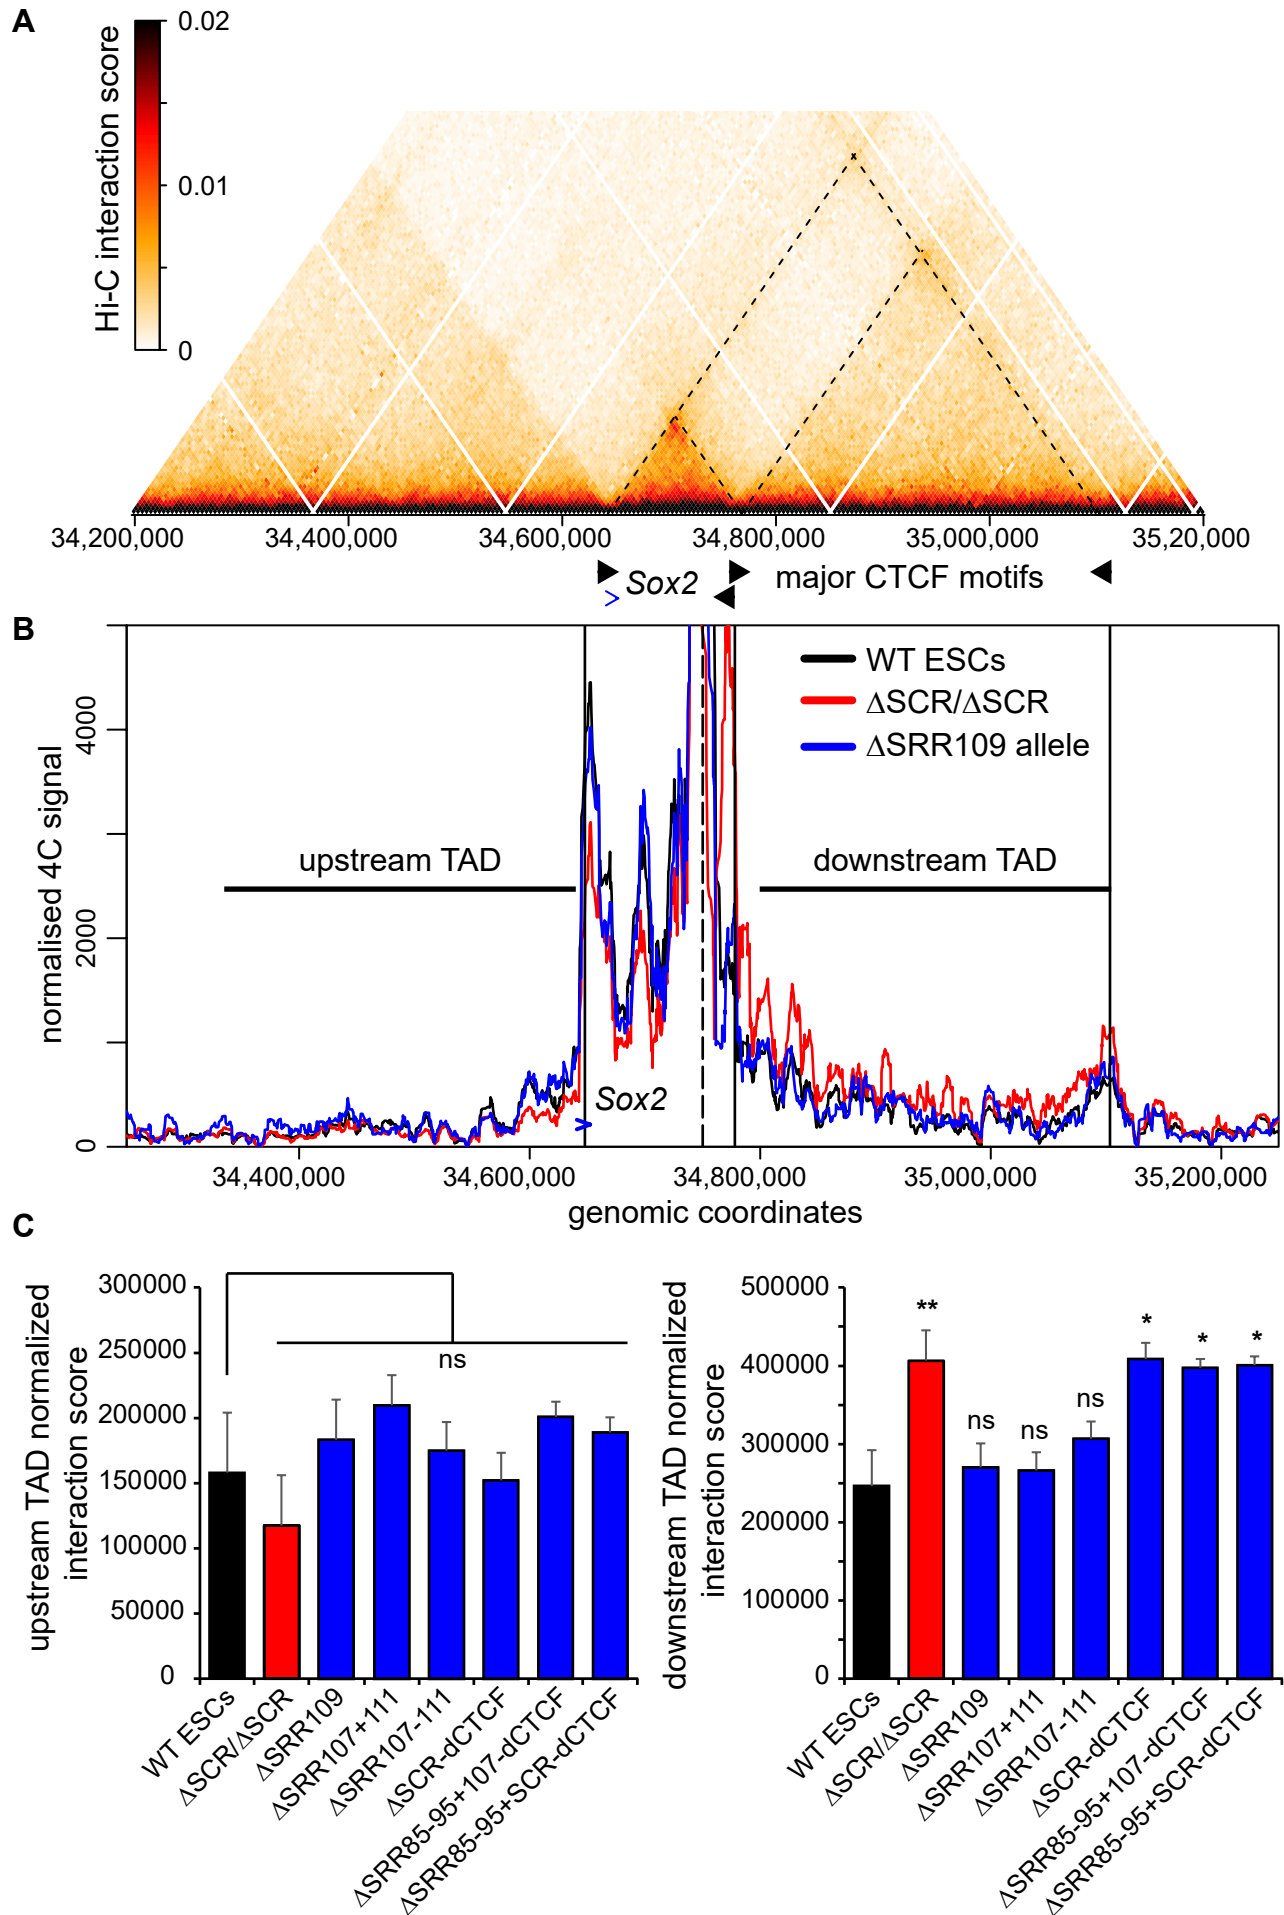 A
Hi-C interaction score
0.02
0.01
0
34,200,000 34,400,000 34,600,000 34,800,000 35,000,000 35,20,000
Sox2 major CTCF motifs
>
B
normalised 4C signal
4000
2000
0
WT ESCs
ΔSCR/ΔSCR
ΔSRR109 allele
upstream TAD downstream TAD
Sox2
>
34,400,000 34,600,000 34,800,000 35,000,000 35,200,000
genomic coordinates
C
upstream TAD normalized
interaction score
300000
250000
200000
150000
100000
50000
0
ns
WT ESCs
ΔSCR/ΔSCR
ΔSRR109
ΔSRR107+111
ΔSRR107-111
ΔSCR-dCTCF
ΔSRR85-95+107-dCTCF
ΔSRR85-95+SCR-dCTCF
downstream TAD normalized
interaction score
500000
400000
300000
200000
100000
0
** ns ns ns * * *
WT ESCs
ΔSCR/ΔSCR
ΔSRR109
ΔSRR107+111
ΔSRR107-111
ΔSCR-dCTCF
ΔSRR85-95+107-dCTCF
ΔSRR85-95+SCR-dCTCF